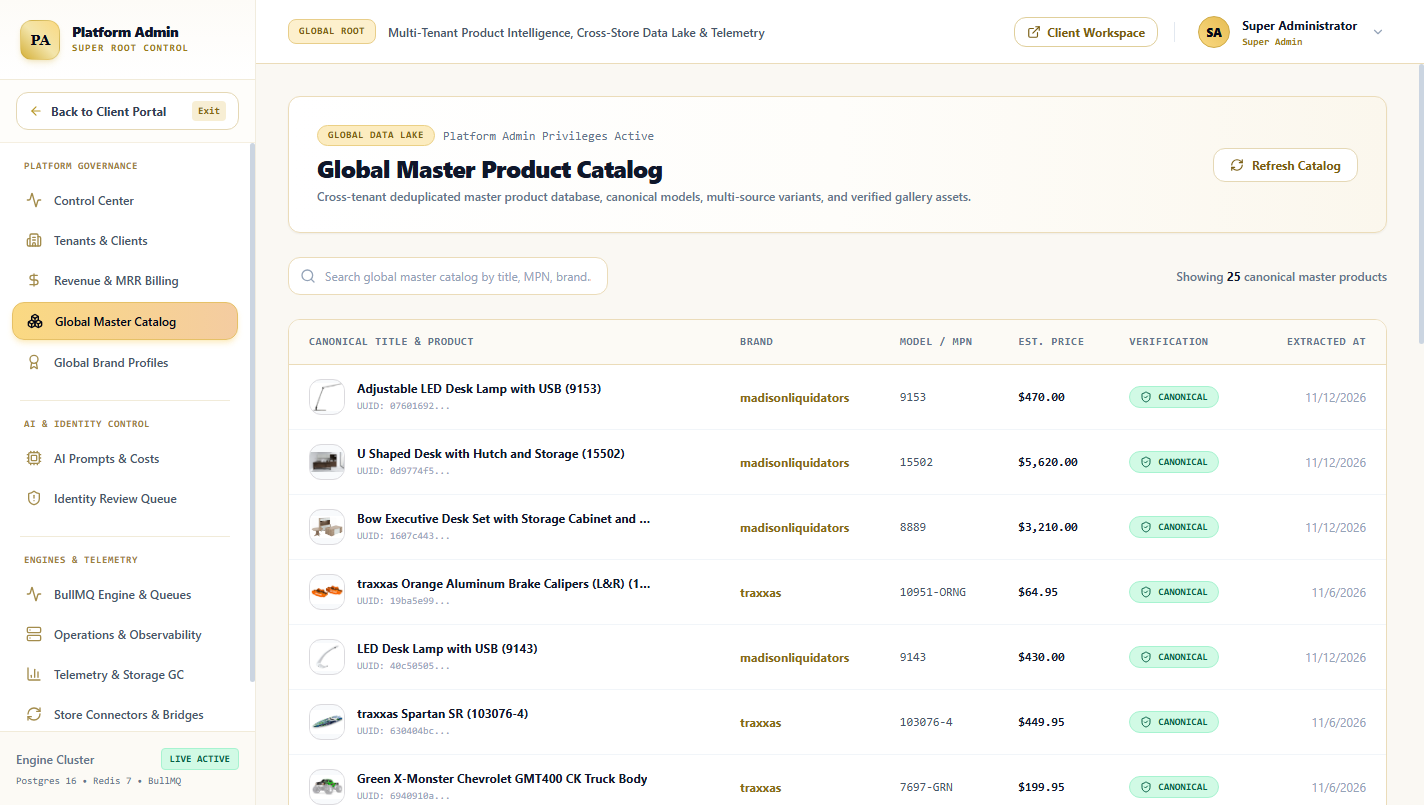 PA
Platform Admin
SUPER ROOT CONTROL
Back to Client Portal
Exit
PLATFORM GOVERNANCE
Control Center
Tenants & Clients
Revenue & MRR Billing
Global Master Catalog
Global Brand Profiles
AI & IDENTITY CONTROL
AI Prompts & Costs
Identity Review Queue
ENGINES & TELEMETRY
BullMQ Engine & Queues
Operations & Observability
Telemetry & Storage GC
Store Connectors & Bridges
Engine Cluster
LIVE ACTIVE
Postgres 16 • Redis 7 • BullMQ
GLOBAL ROOT
Multi-Tenant Product Intelligence, Cross-Store Data Lake & Telemetry
Client Workspace
SA
Super Administrator
Super Admin
GLOBAL DATA LAKE
Platform Admin Privileges Active
Global Master Product Catalog
Cross-tenant deduplicated master product database, canonical models, multi-source variants, and verified gallery assets.
Refresh Catalog
Search global master catalog by title, MPN, brand.
Showing 25 canonical master products
CANONICAL TITLE & PRODUCT BRAND MODEL / MPN EST. PRICE VERIFICATION EXTRACTED AT
Adjustable LED Desk Lamp with USB (9153)
UUID: 07601692...
madisonliquidators 9153 $470.00 CANONICAL 11/12/2026
U Shaped Desk with Hutch and Storage (15502)
UUID: 0d9774f5...
madisonliquidators 15502 $5,620.00 CANONICAL 11/12/2026
Bow Executive Desk Set with Storage Cabinet and ...
UUID: 1607c443...
madisonliquidators 8889 $3,210.00 CANONICAL 11/12/2026
traxxas Orange Aluminum Brake Calipers (L&R) (1...
UUID: 19ba5e99...
traxxas 10951-ORNG $64.95 CANONICAL 11/6/2026
LED Desk Lamp with USB (9143)
UUID: 40c50505...
madisonliquidators 9143 $430.00 CANONICAL 11/12/2026
traxxas Spartan SR (103076-4)
UUID: 630404bc...
traxxas 103076-4 $449.95 CANONICAL 11/6/2026
Green X-Monster Chevrolet GMT400 CK Truck Body
UUID: 6940910a...
traxxas 7697-GRN $199.95 CANONICAL 11/6/2026